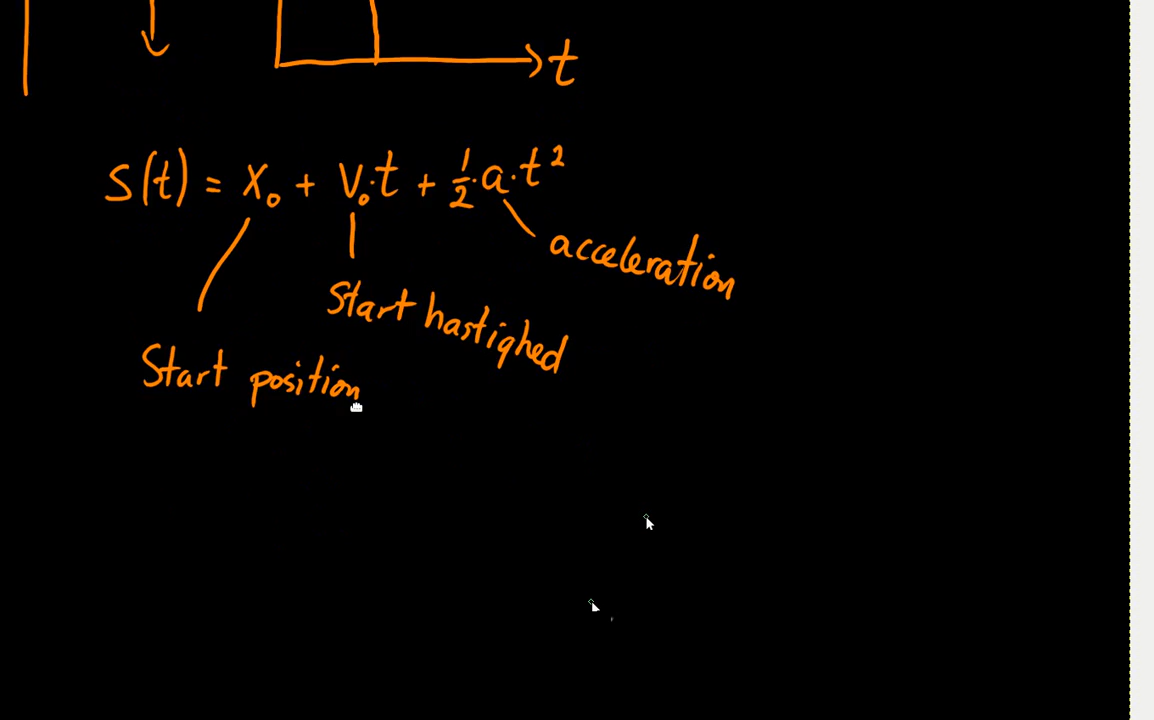 t
S(t) = x₀ + v₀·t + ½·a·t²
acceleration
Start hastighed
Start position